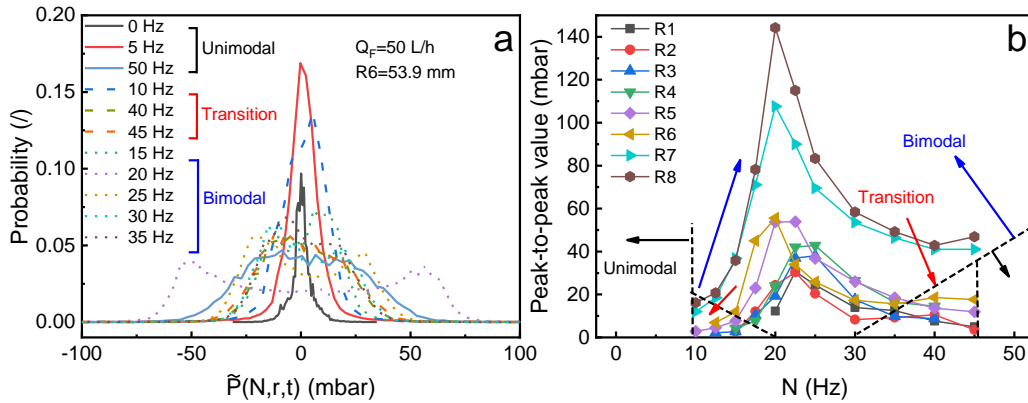 a
0 Hz
5 Hz
50 Hz
10 Hz
40 Hz
45 Hz
15 Hz
20 Hz
25 Hz
30 Hz
35 Hz
Unimodal
Transition
Bimodal
Q_F=50 L/h
R6=53.9 mm
Probability (/)
0.00
0.05
0.10
0.15
0.20
-100
-50
0
50
100
P̃(N,r,t) (mbar)
b
R1
R2
R3
R4
R5
R6
R7
R8
Unimodal
Transition
Bimodal
Peak-to-peak value (mbar)
0
20
40
60
80
100
120
140
0
10
20
30
40
50
N (Hz)